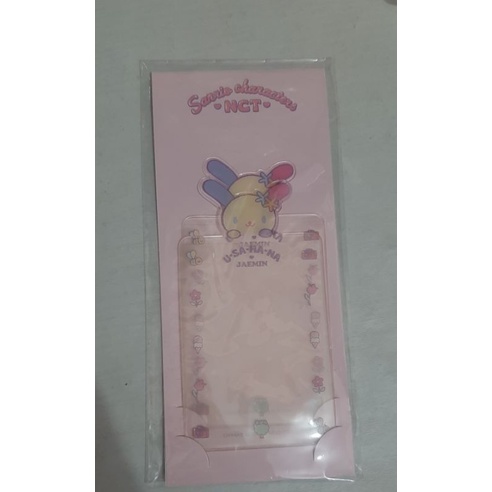 Sanrio characters
NCT
U·SA·HA·NA
JAEMIN